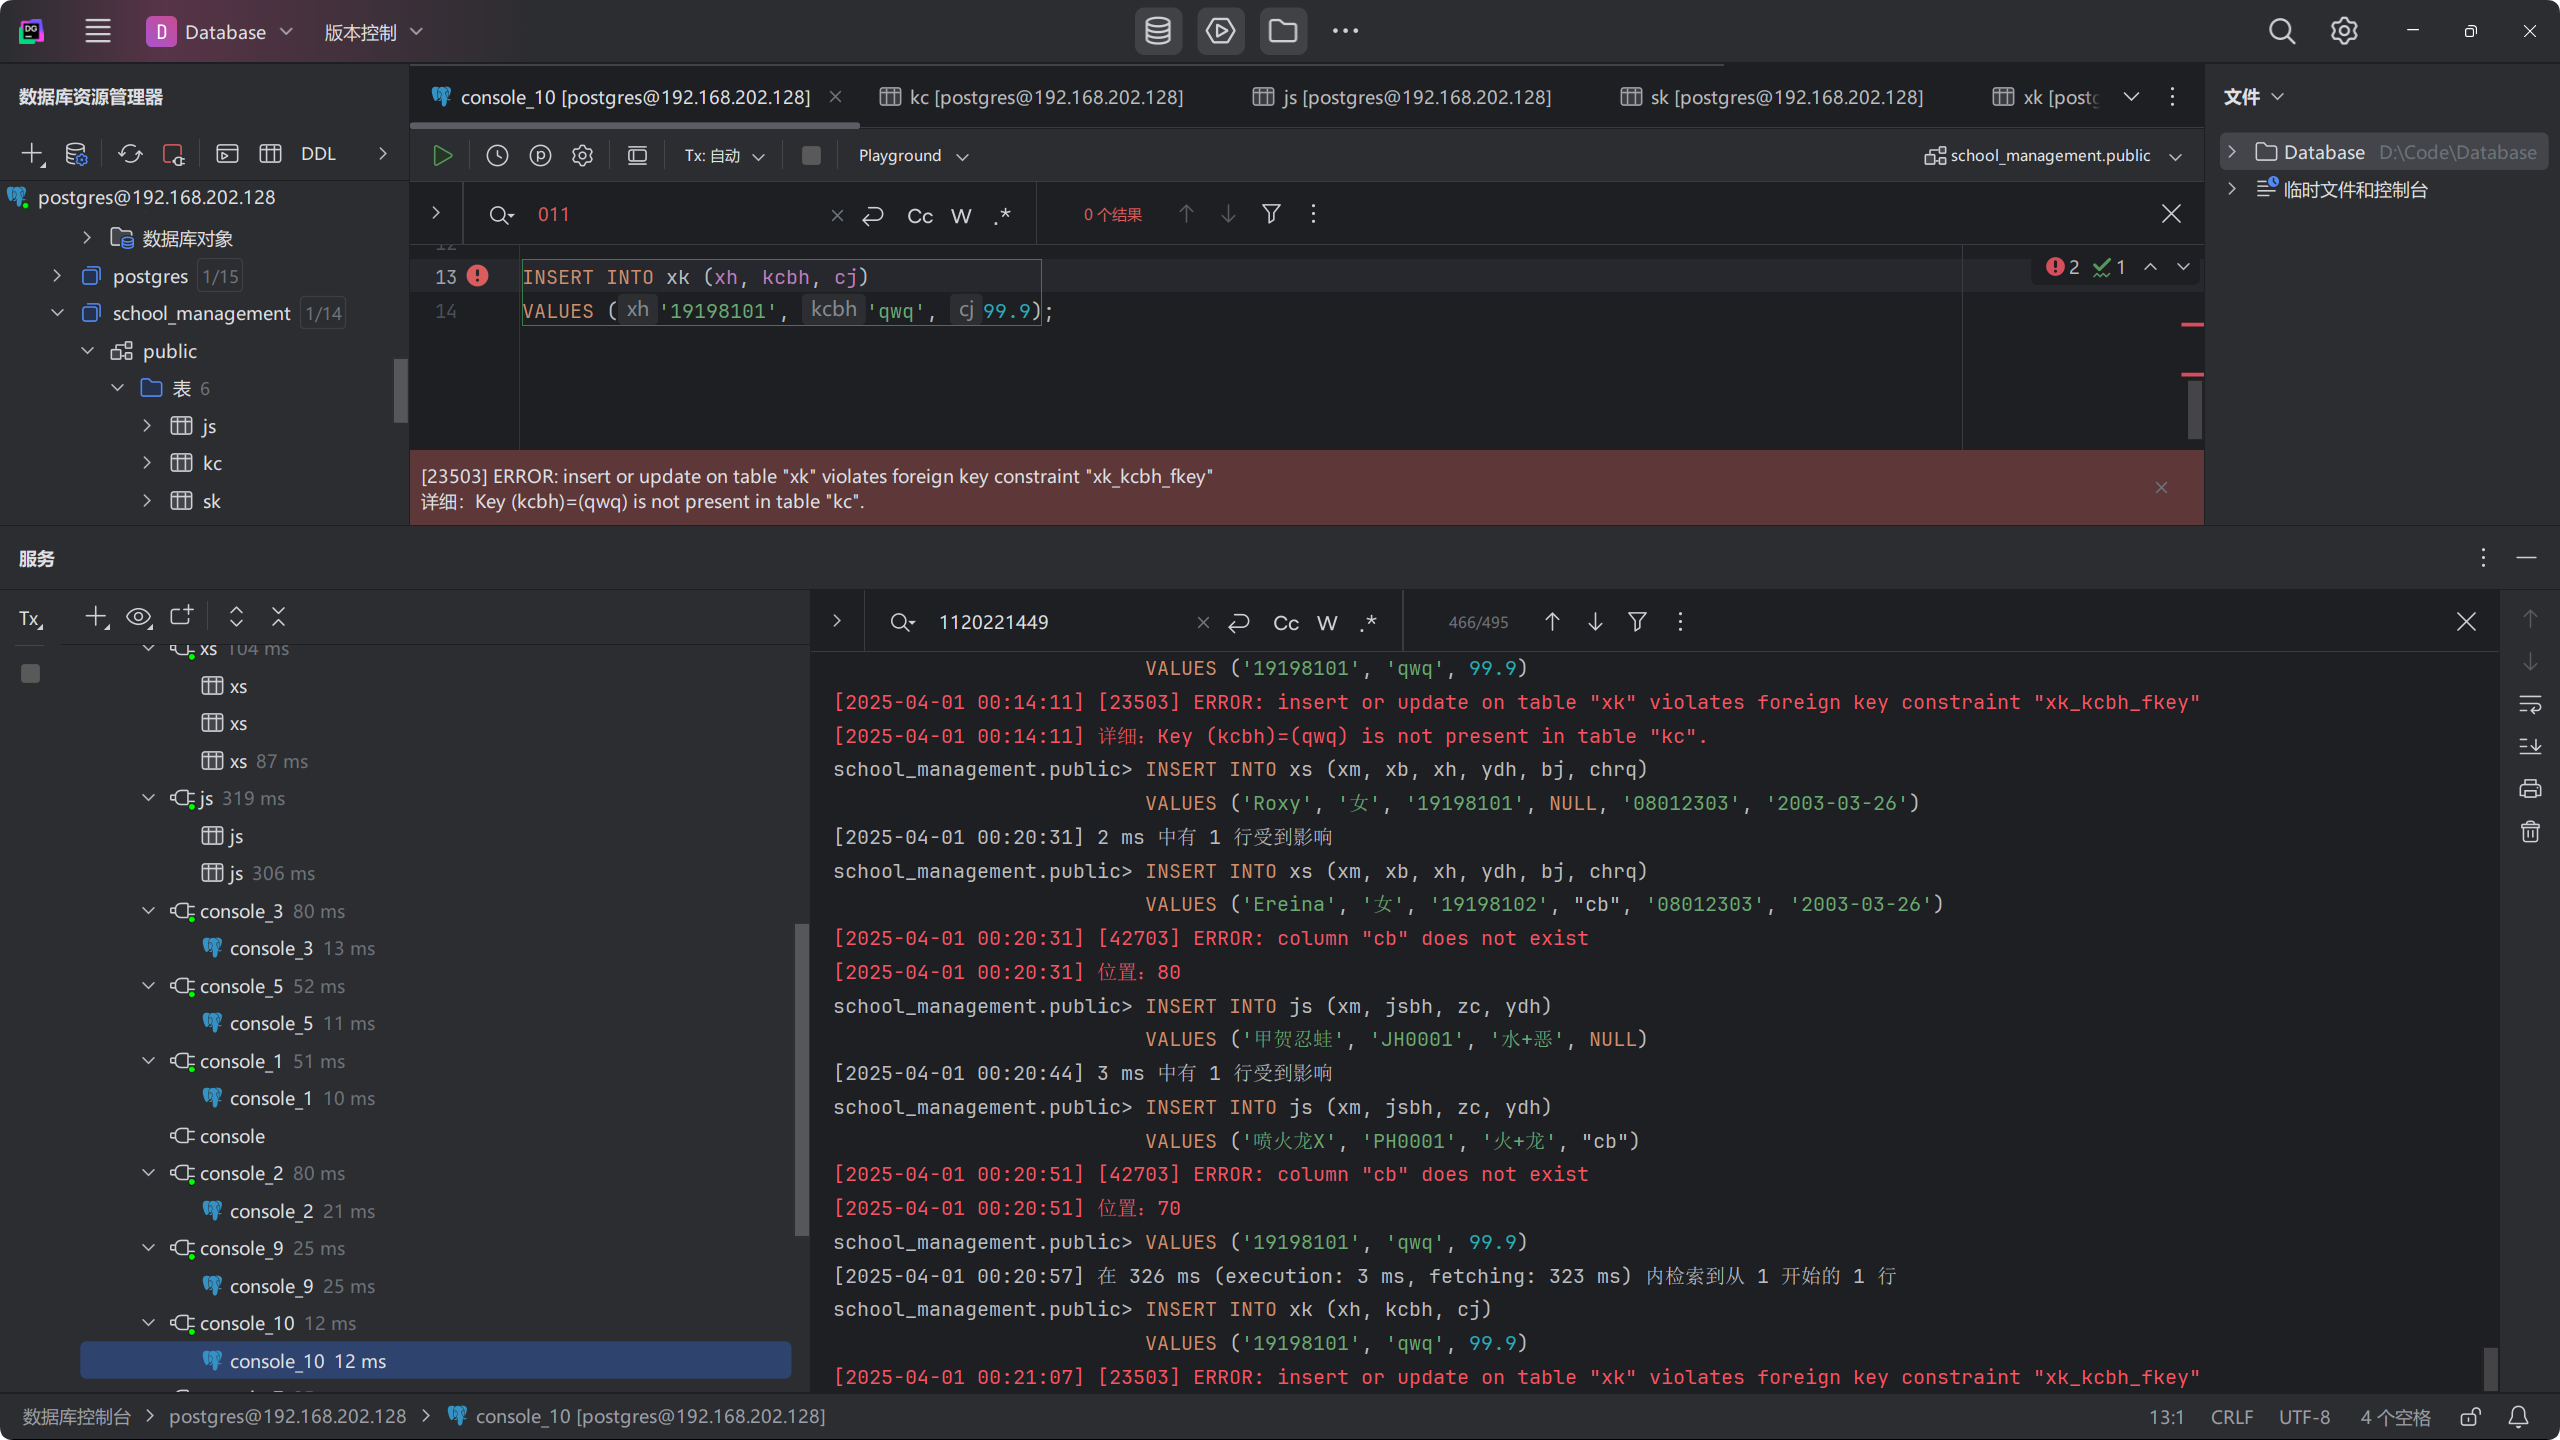 D Database 版本控制
数据库资源管理器
DDL
postgres@192.168.202.128
数据库对象
postgres 1/15
school_management 1/14
public
表 6
js
kc
sk
console_10 [postgres@192.168.202.128]
kc [postgres@192.168.202.128]
js [postgres@192.168.202.128]
sk [postgres@192.168.202.128]
xk [postg
Tx: 自动 Playground school_management.public
011 Cc W .* 0 个结果
13 INSERT INTO xk (xh, kcbh, cj)
14 VALUES ( xh '19198101', kcbh 'qwq', cj 99.9);
2 1
[23503] ERROR: insert or update on table "xk" violates foreign key constraint "xk_kcbh_fkey"
详细：Key (kcbh)=(qwq) is not present in table "kc".
文件
Database D:\Code\Database
临时文件和控制台
服务
Tx
xs 104 ms
xs
xs
xs 87 ms
js 319 ms
js
js 306 ms
console_3 80 ms
console_3 13 ms
console_5 52 ms
console_5 11 ms
console_1 51 ms
console_1 10 ms
console
console_2 80 ms
console_2 21 ms
console_9 25 ms
console_9 25 ms
console_10 12 ms
console_10 12 ms
1120221449 Cc W .* 466/495
VALUES ('19198101', 'qwq', 99.9)
[2025-04-01 00:14:11] [23503] ERROR: insert or update on table "xk" violates foreign key constraint "xk_kcbh_fkey"
[2025-04-01 00:14:11] 详细：Key (kcbh)=(qwq) is not present in table "kc".
school_management.public> INSERT INTO xs (xm, xb, xh, ydh, bj, chrq)
VALUES ('Roxy', '女', '19198101', NULL, '08012303', '2003-03-26')
[2025-04-01 00:20:31] 2 ms 中有 1 行受到影响
school_management.public> INSERT INTO xs (xm, xb, xh, ydh, bj, chrq)
VALUES ('Ereina', '女', '19198102', "cb", '08012303', '2003-03-26')
[2025-04-01 00:20:31] [42703] ERROR: column "cb" does not exist
[2025-04-01 00:20:31] 位置：80
school_management.public> INSERT INTO js (xm, jsbh, zc, ydh)
VALUES ('甲贺忍蛙', 'JH0001', '水+恶', NULL)
[2025-04-01 00:20:44] 3 ms 中有 1 行受到影响
school_management.public> INSERT INTO js (xm, jsbh, zc, ydh)
VALUES ('喷火龙X', 'PH0001', '火+龙', "cb")
[2025-04-01 00:20:51] [42703] ERROR: column "cb" does not exist
[2025-04-01 00:20:51] 位置：70
school_management.public> VALUES ('19198101', 'qwq', 99.9)
[2025-04-01 00:20:57] 在 326 ms (execution: 3 ms, fetching: 323 ms) 内检索到从 1 开始的 1 行
school_management.public> INSERT INTO xk (xh, kcbh, cj)
VALUES ('19198101', 'qwq', 99.9)
[2025-04-01 00:21:07] [23503] ERROR: insert or update on table "xk" violates foreign key constraint "xk_kcbh_fkey"
数据库控制台 postgres@192.168.202.128 console_10 [postgres@192.168.202.128]
13:1 CRLF UTF-8 4 个空格